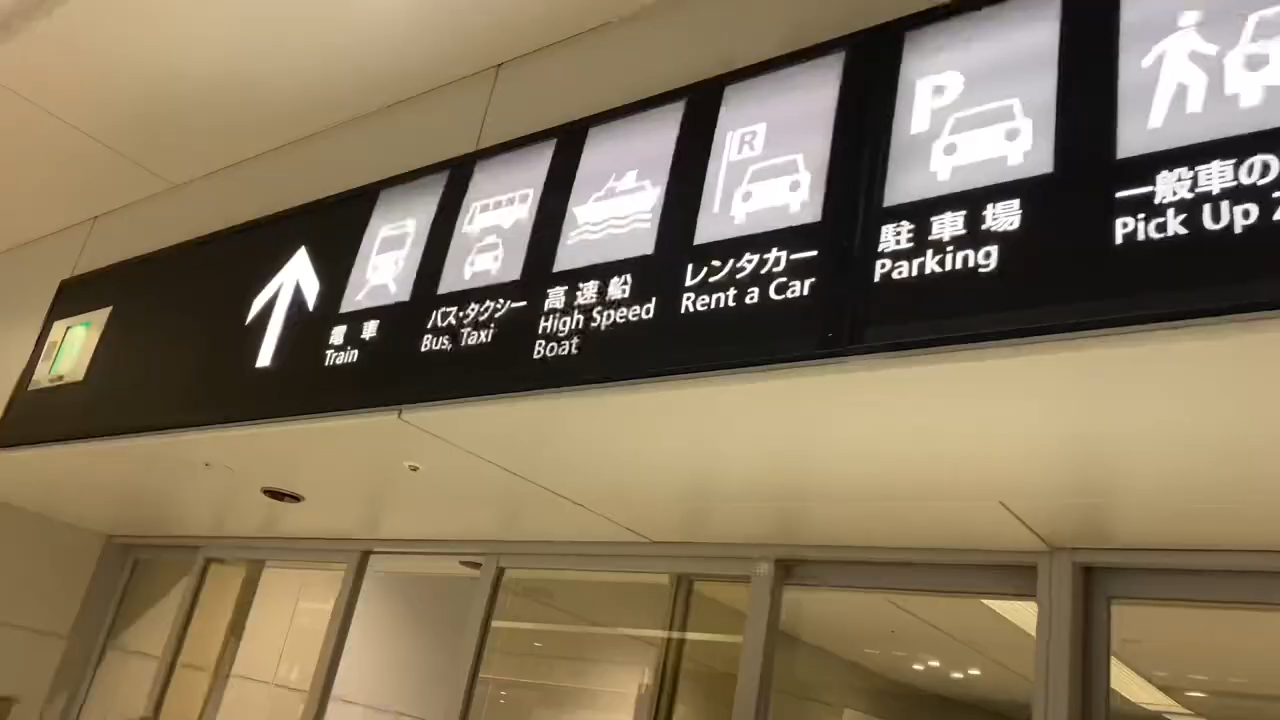 電車
Train
バス・タクシー
Bus, Taxi
高速船
High Speed
Boat
R
レンタカー
Rent a Car
P
駐車場
Parking
一般車の
Pick Up